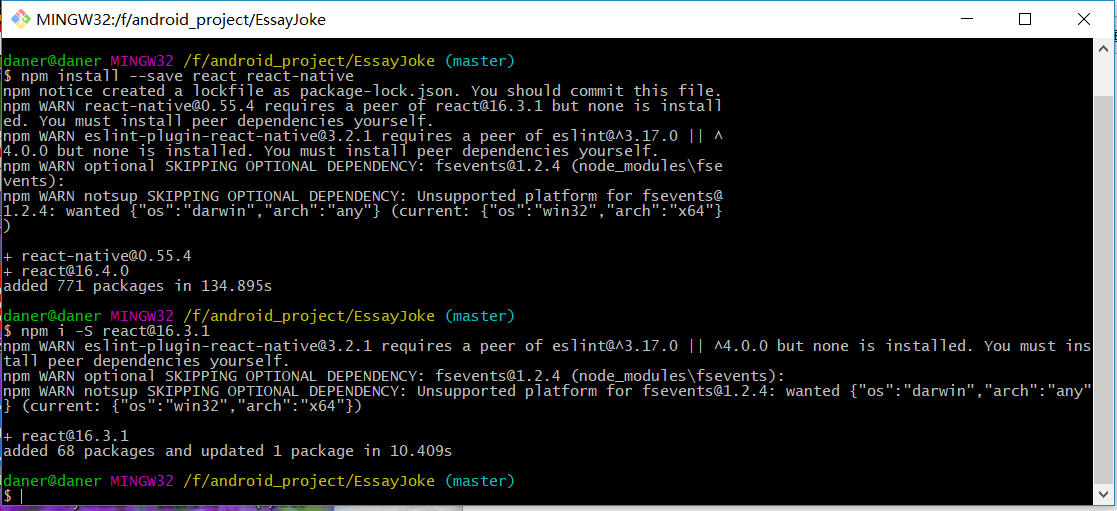 MINGW32:/f/android_project/EssayJoke
daner@daner MINGW32 /f/android_project/EssayJoke (master)
$ npm install --save react react-native
npm notice created a lockfile as package-lock.json. You should commit this file.
npm WARN react-native@0.55.4 requires a peer of react@16.3.1 but none is install
ed. You must install peer dependencies yourself.
npm WARN eslint-plugin-react-native@3.2.1 requires a peer of eslint@^3.17.0 || ^
4.0.0 but none is installed. You must install peer dependencies yourself.
npm WARN optional SKIPPING OPTIONAL DEPENDENCY: fsevents@1.2.4 (node_modules\fse
vents):
npm WARN notsup SKIPPING OPTIONAL DEPENDENCY: Unsupported platform for fsevents@
1.2.4: wanted {"os":"darwin","arch":"any"} (current: {"os":"win32","arch":"x64"}
)
+ react-native@0.55.4
+ react@16.4.0
added 771 packages in 134.895s
daner@daner MINGW32 /f/android_project/EssayJoke (master)
$ npm i -S react@16.3.1
npm WARN eslint-plugin-react-native@3.2.1 requires a peer of eslint@^3.17.0 || ^4.0.0 but none is installed. You must ins
tall peer dependencies yourself.
npm WARN optional SKIPPING OPTIONAL DEPENDENCY: fsevents@1.2.4 (node_modules\fsevents):
npm WARN notsup SKIPPING OPTIONAL DEPENDENCY: Unsupported platform for fsevents@1.2.4: wanted {"os":"darwin","arch":"any"
} (current: {"os":"win32","arch":"x64"})
+ react@16.3.1
added 68 packages and updated 1 package in 10.409s
daner@daner MINGW32 /f/android_project/EssayJoke (master)
$